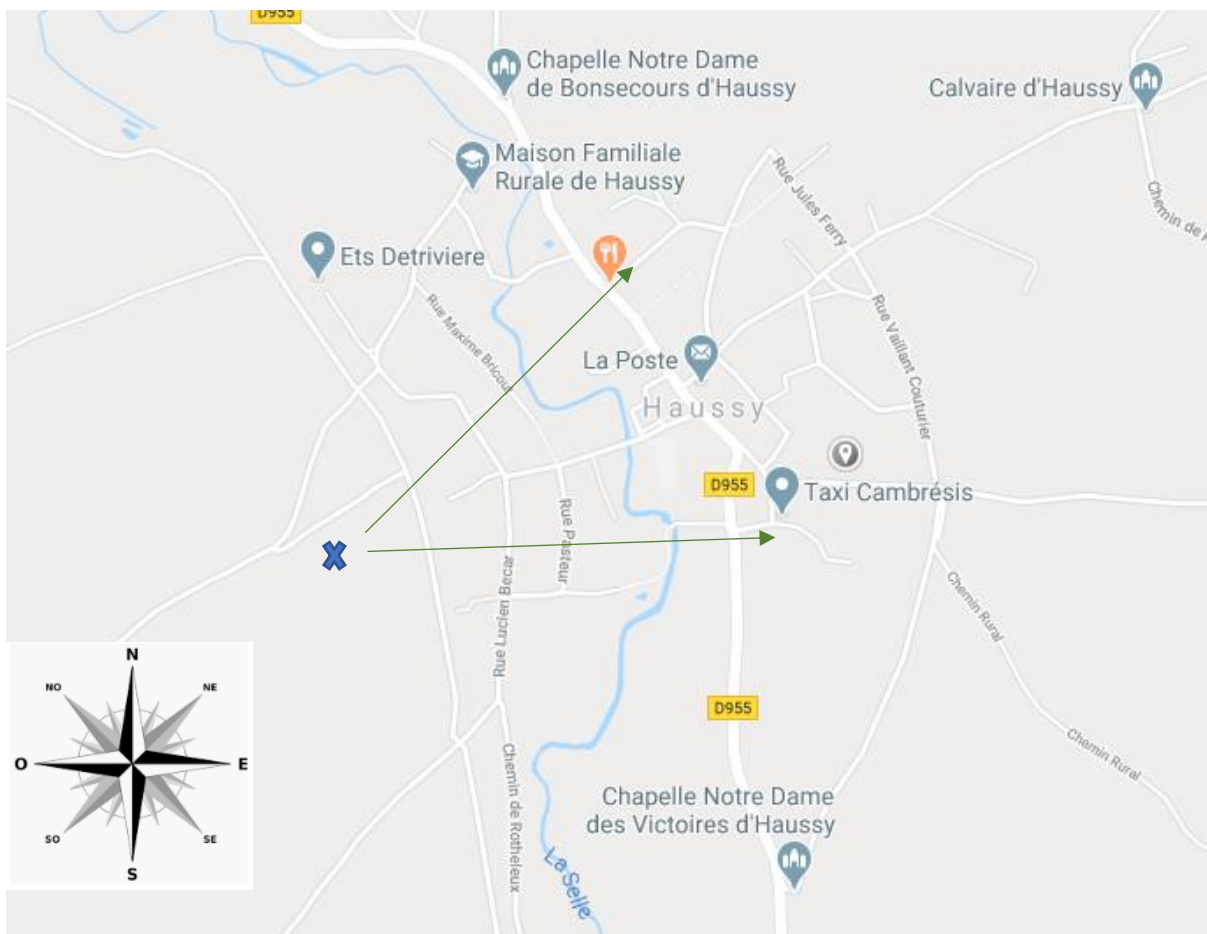 D955
Chapelle Notre Dame
de Bonsecours d'Haussy
Calvaire d'Haussy
Maison Familiale
Rurale de Haussy
Rue Jules Ferry
Chemin de
Ets Detriviere
Rue Maxime Bricout
Rue Vaillant Couturier
La Poste
Haussy
D955
Taxi Cambrésis
Rue Pasteur
Rue Lucien Becar
Chemin Rural
N
NO
NE
O
E
SO
SE
S
D955
Chemin Rural
Chemin de Rotheleux
Chapelle Notre Dame
des Victoires d'Haussy
La Selle